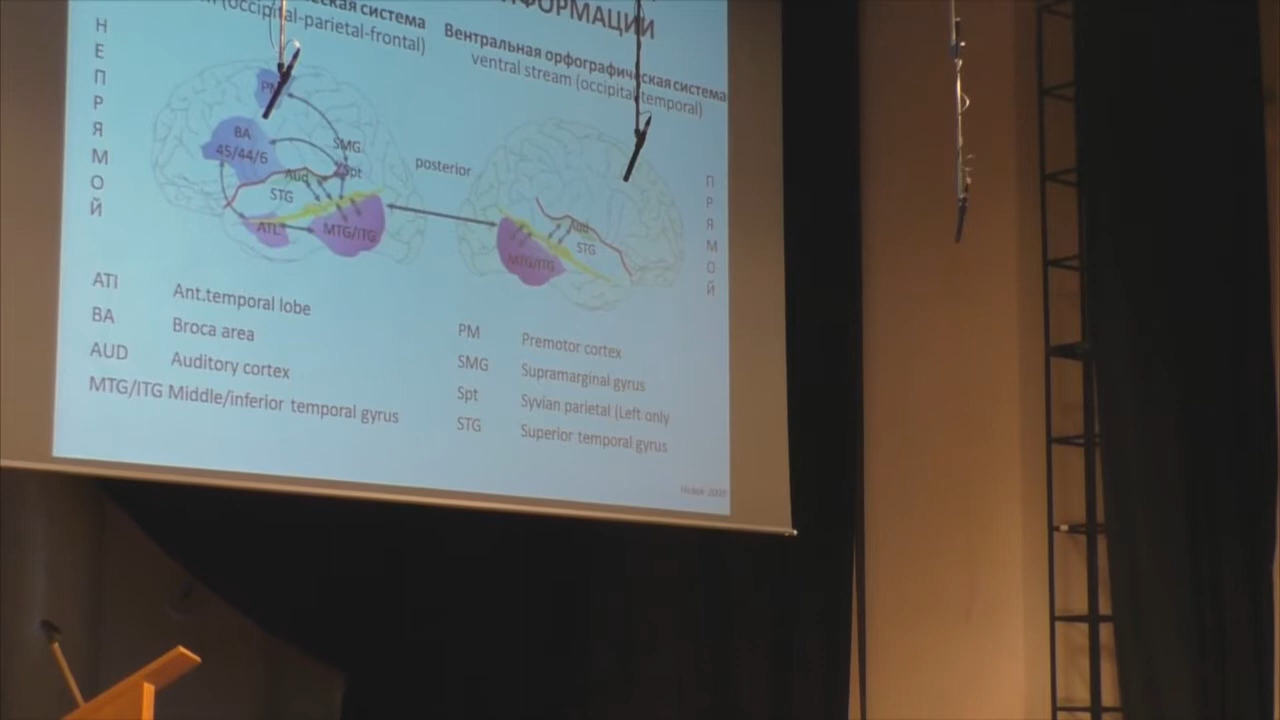 система
(occipital-parietal-frontal)
Вентральная орфографическая система
ventral stream (occipital-temporal)
НЕПРЯМОЙ
PM
BA
45/44/6
SMG
Spt
Aud
STG
ATL
MTG/ITG
posterior
Aud
STG
MTG/ITG
ПРЯМОЙ
ATl Ant.temporal lobe
BA Broca area
AUD Auditory cortex
MTG/ITG Middle/inferior temporal gyrus
PM Premotor cortex
SMG Supramarginal gyrus
Spt Syvian parietal (Left only
STG Superior temporal gyrus